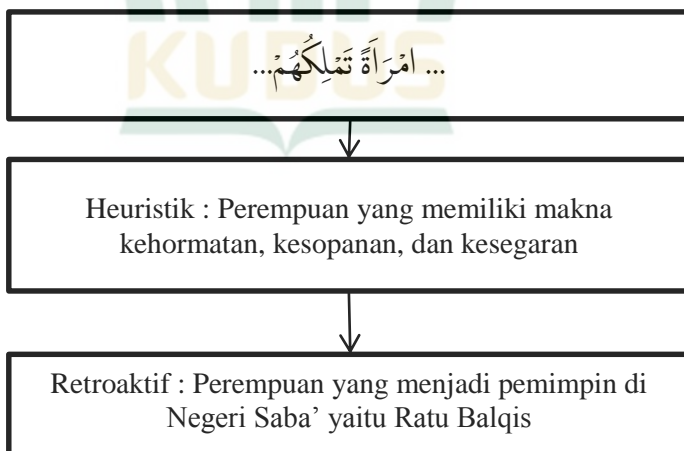 KUDUS
... امْرَاَةً تَمْلِكُهُمْ...
Heuristik : Perempuan yang memiliki makna
kehormatan, kesopanan, dan kesegaran
Retroaktif : Perempuan yang menjadi pemimpin di
Negeri Saba’ yaitu Ratu Balqis